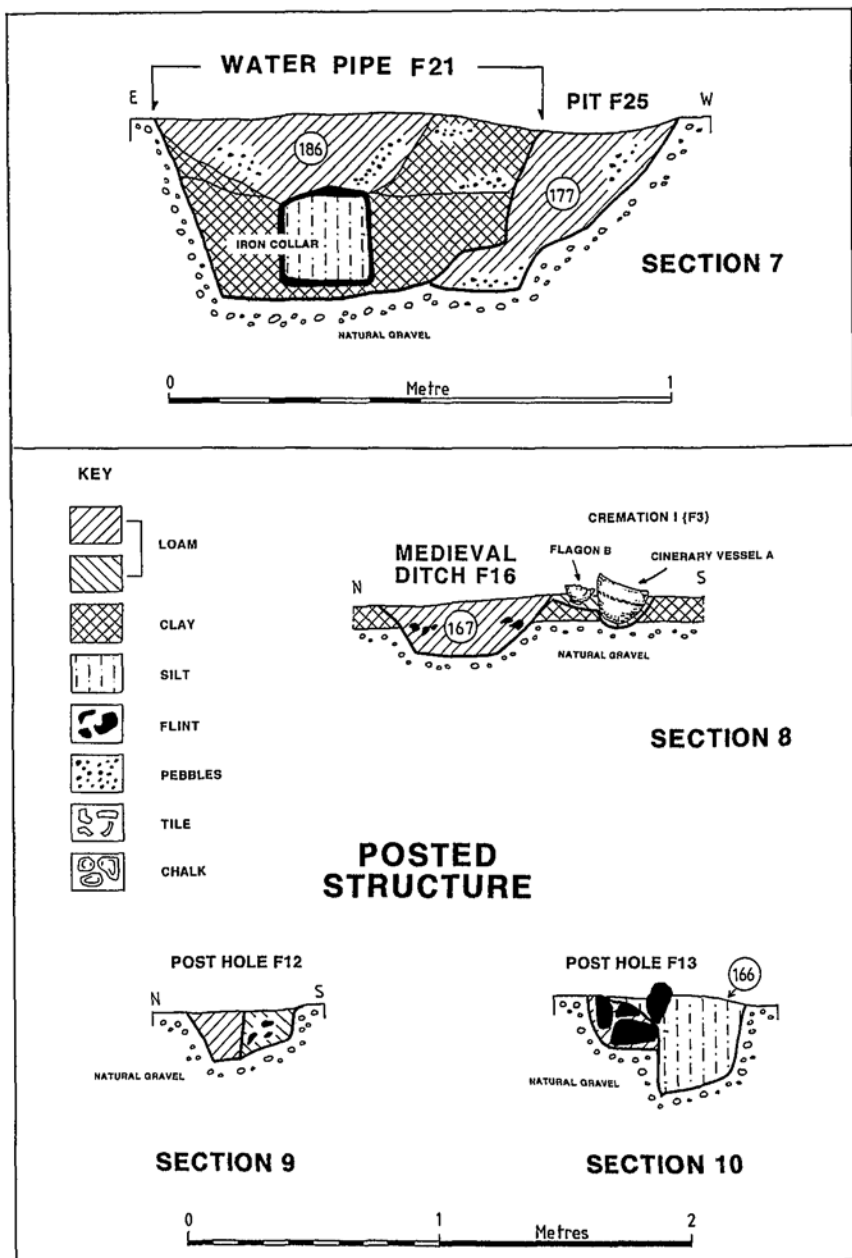 WATER PIPE F21
E
PIT F25
W
186
177
IRON COLLAR
SECTION 7
NATURAL GRAVEL
0
Metre
1
KEY
LOAM
CLAY
SILT
FLINT
PEBBLES
TILE
CHALK
CREMATION I (F3)
MEDIEVAL
DITCH F16
FLAGON B
CINERARY VESSEL A
N
S
167
NATURAL GRAVEL
SECTION 8
POSTED
STRUCTURE
POST HOLE F12
N
S
NATURAL GRAVEL
SECTION 9
POST HOLE F13
166
NATURAL GRAVEL
SECTION 10
0
1
Metres
2